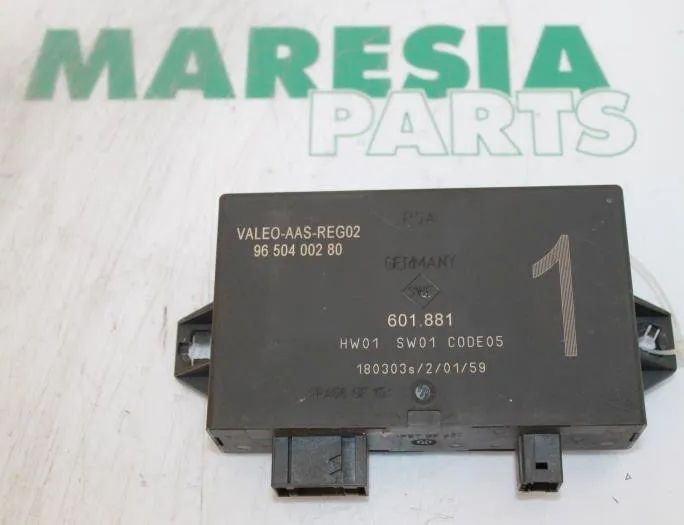 MARESIA
PARTS
PSA
VALEO-AAS-REG02
96 504 002 80
GERMANY
1
601.881
HW01 SW01 CODE05
180303s/2/01/59